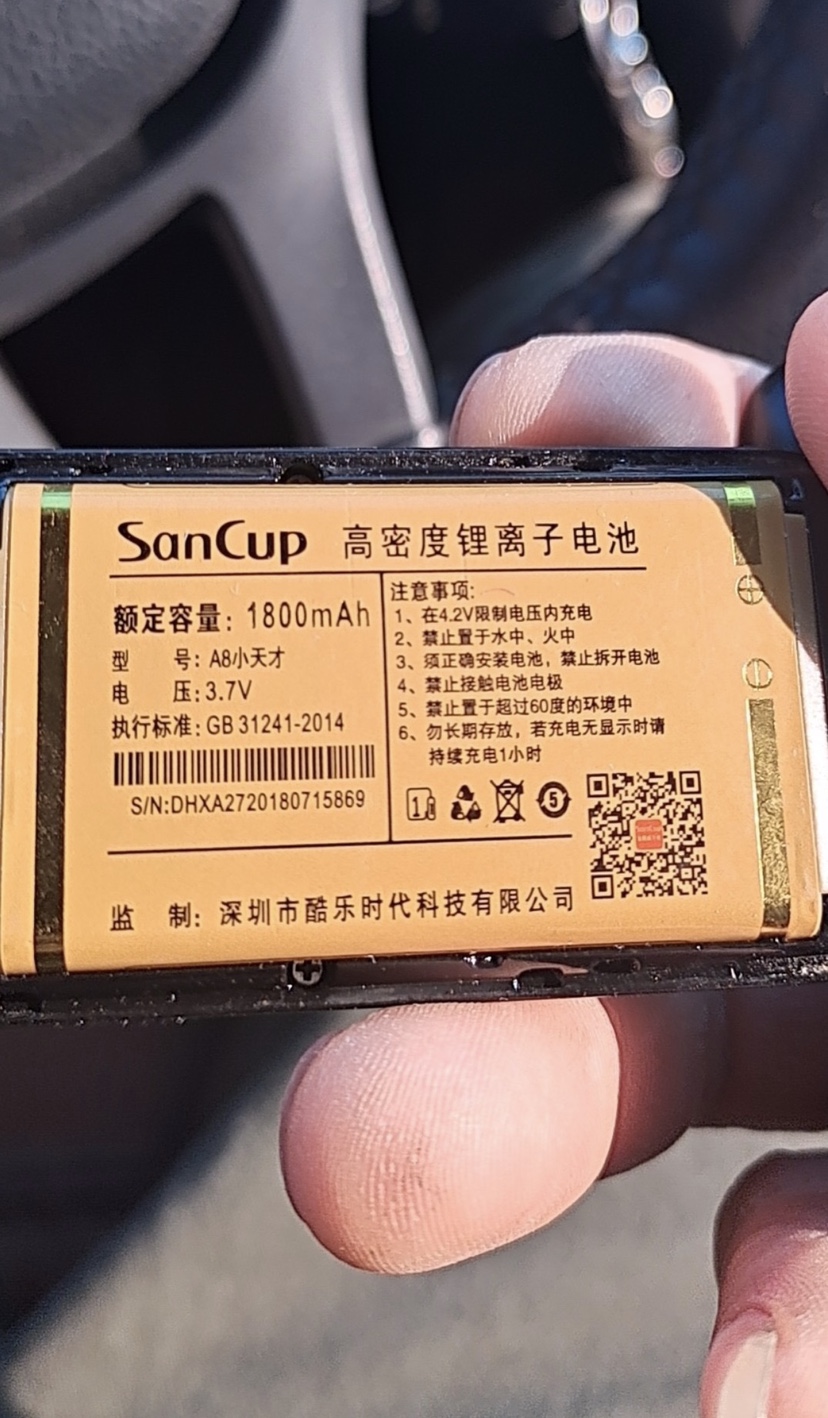 SanCup 高密度锂离子电池
额定容量: 1800mAh
型 号: A8小天才
电 压: 3.7V
执行标准: GB 31241-2014
S/N:DHXA2720180715869
注意事项:
1、在4.2V限制电压内充电
2、禁止置于水中、火中
3、须正确安装电池，禁止拆开电池
4、禁止接触电池电极
5、禁止置于超过60度的环境中
6、勿长期存放，若充电无显示时请
持续充电1小时
1
5
监 制: 深圳市酷乐时代科技有限公司